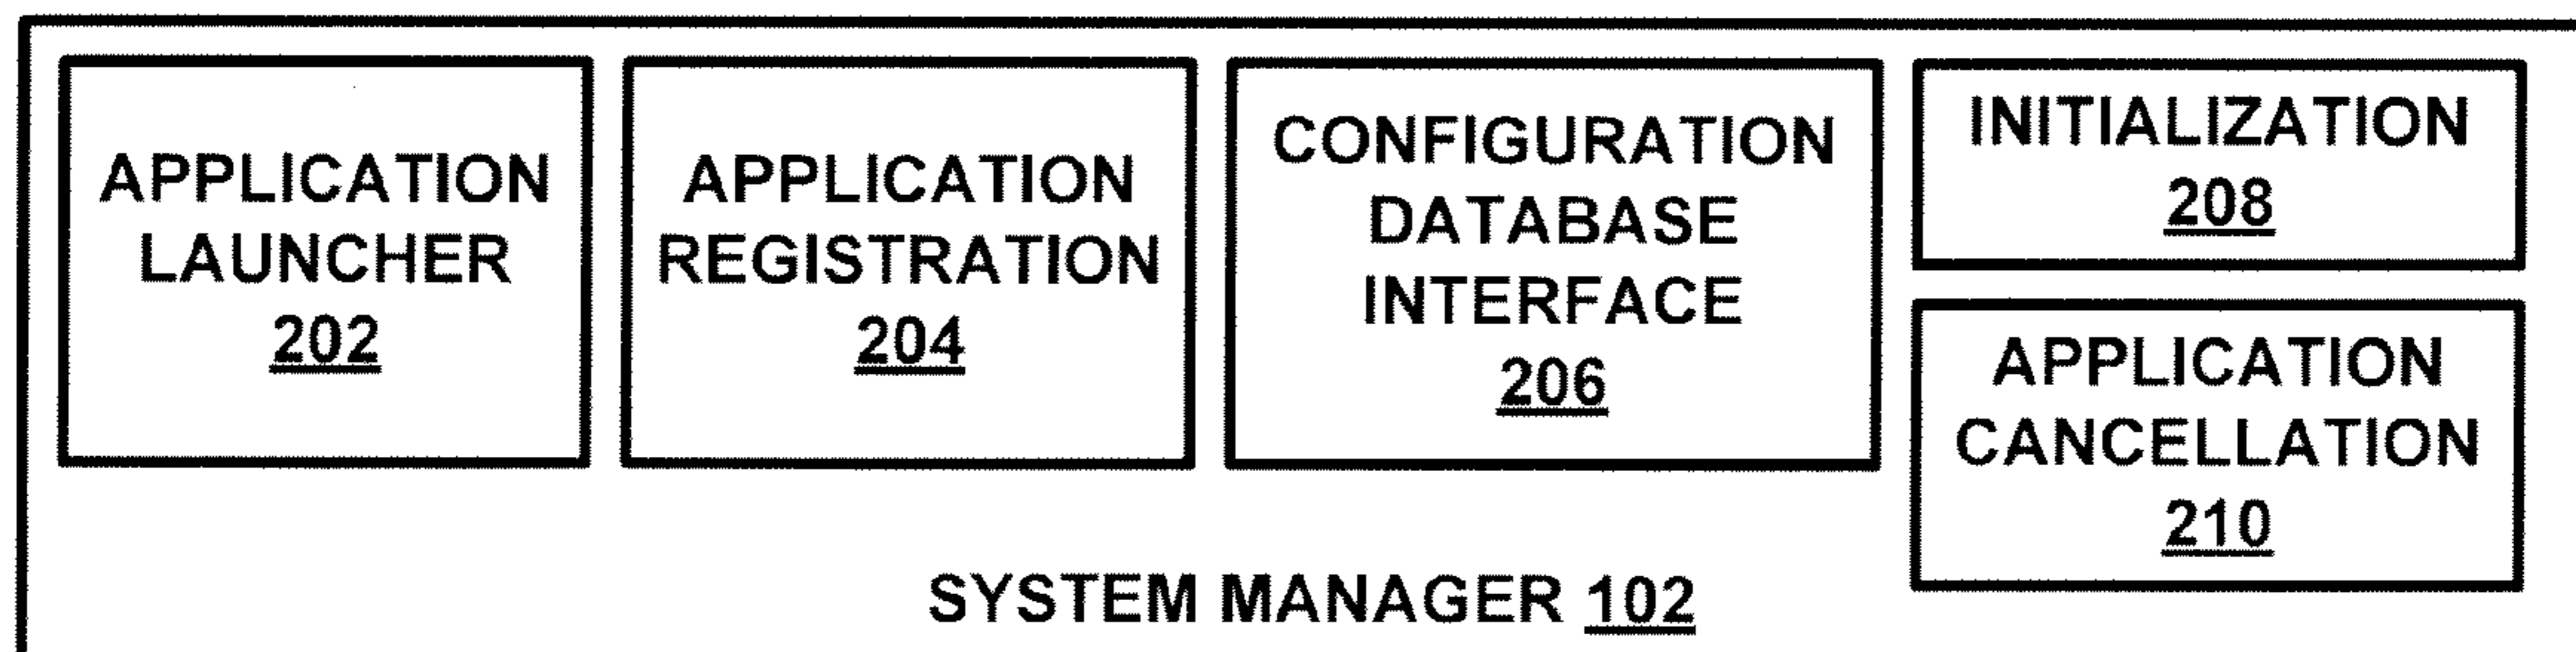 APPLICATION
LAUNCHER
202
APPLICATION
REGISTRATION
204
CONFIGURATION
DATABASE
INTERFACE
206
INITIALIZATION
208
APPLICATION
CANCELLATION
210
SYSTEM MANAGER 102